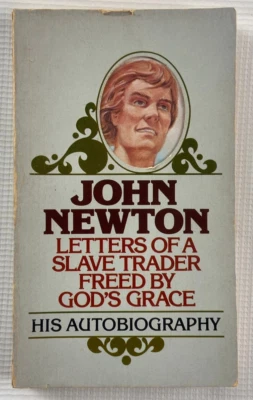 JOHN
NEWTON
LETTERS OF A
SLAVE TRADER
FREED BY
GOD'S GRACE
HIS AUTOBIOGRAPHY